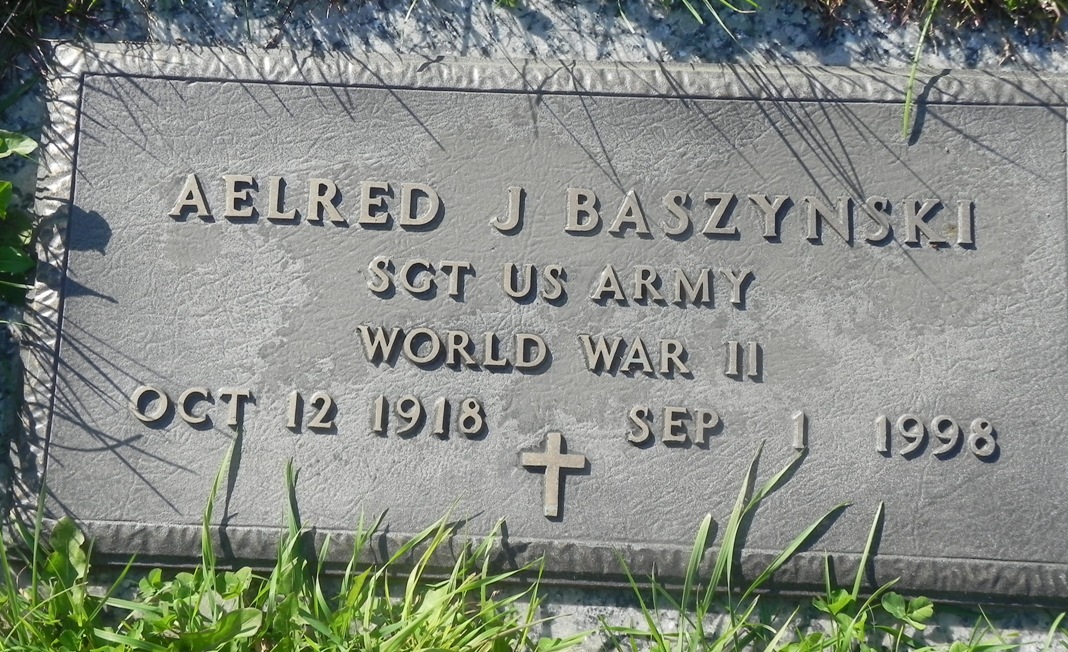 AELRED J BASZYNSKI
SGT US ARMY
WORLD WAR II
OCT 12 1918 SEP 1 1998